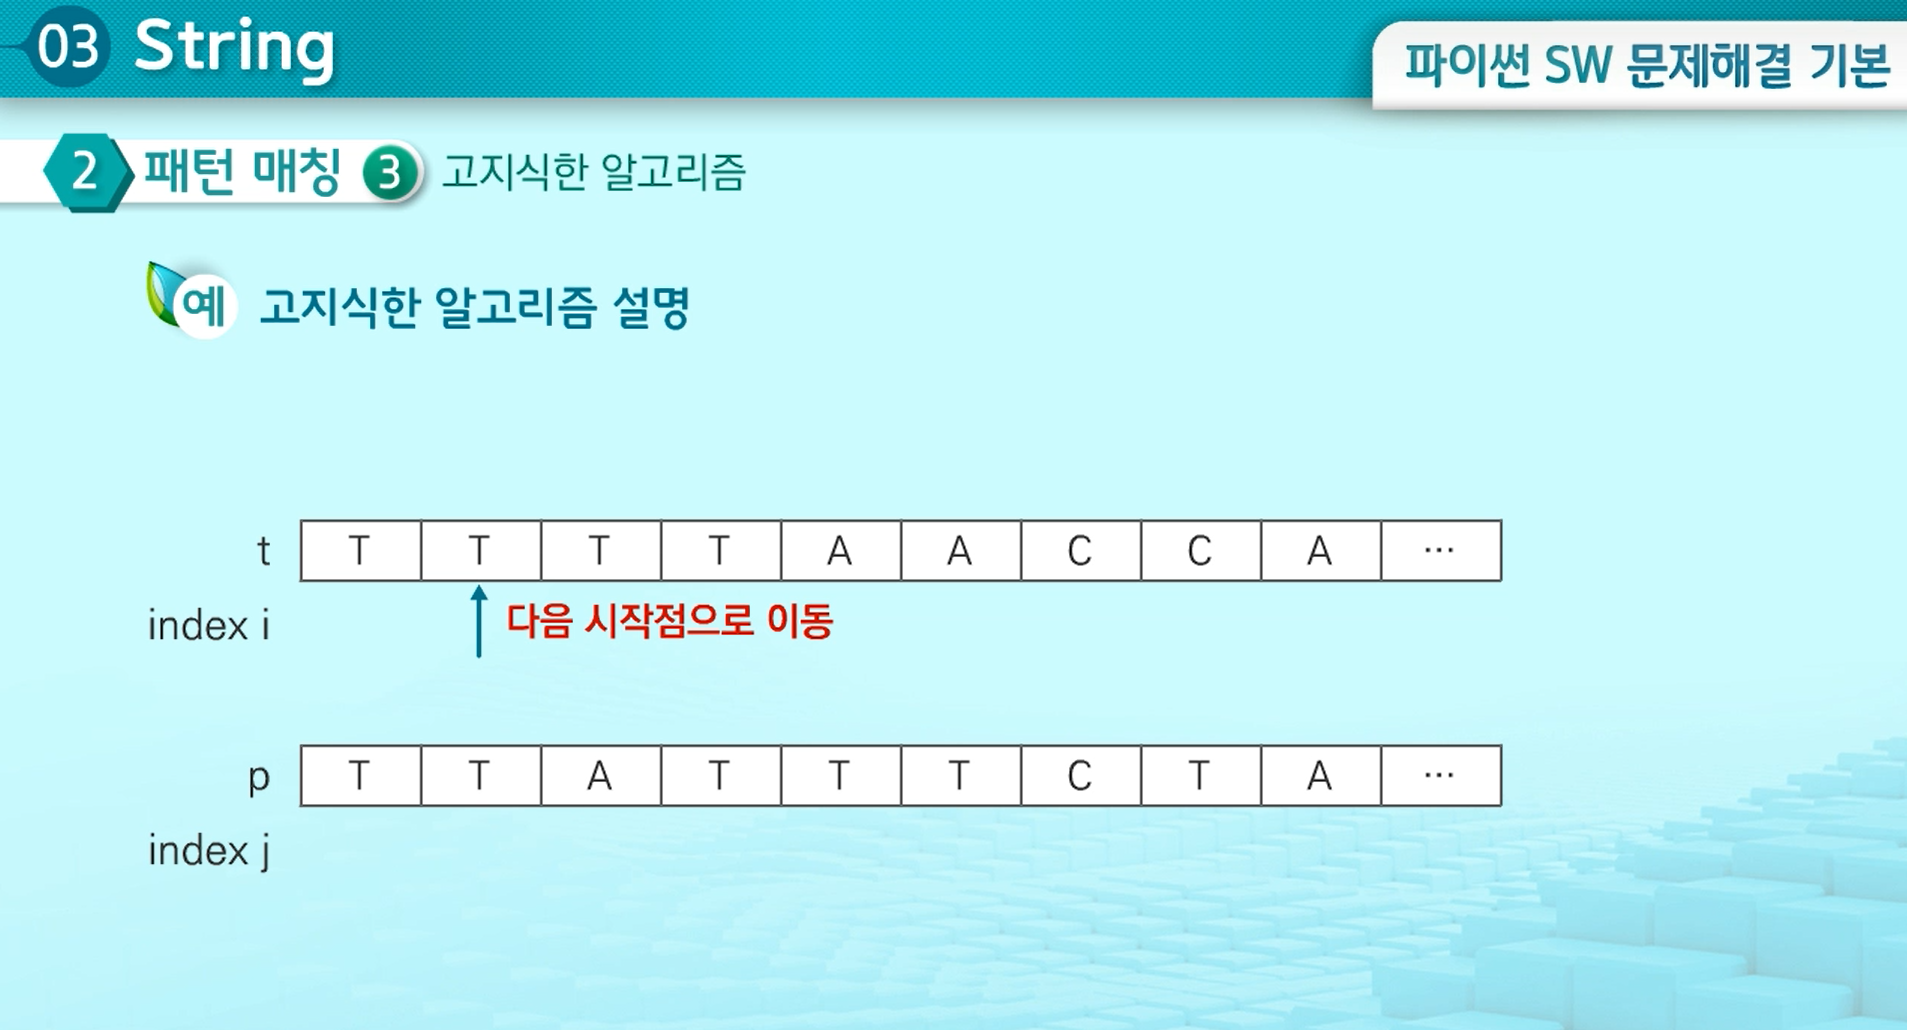 03 String
파이썬 SW 문제해결 기본
2 패턴 매칭 3 고지식한 알고리즘
예 고지식한 알고리즘 설명
t T T T T A A C C A ...
index i 다음 시작점으로 이동
p T T A T T T C T A ...
index j